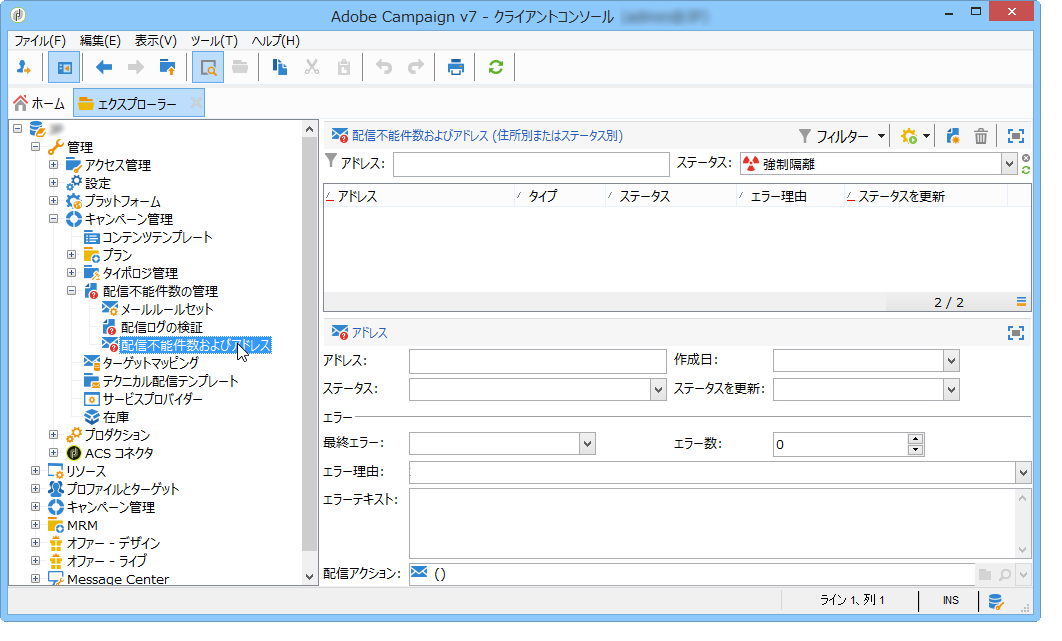 Adobe Campaign v7 - クライアントコンソール
ファイル(F) 編集(E) 表示(V) ツール(T) ヘルプ(H)
ホーム エクスプローラー
管理
アクセス管理
設定
プラットフォーム
キャンペーン管理
コンテンツテンプレート
プラン
タイポロジ管理
配信不能件数の管理
メールルールセット
配信ログの検証
配信不能件数およびアドレス
ターゲットマッピング
テクニカル配信テンプレート
サービスプロバイダー
在庫
プロダクション
ACS コネクタ
リソース
プロファイルとターゲット
キャンペーン管理
MRM
オファー - デザイン
オファー - ライブ
Message Center
配信不能件数およびアドレス (住所別またはステータス別)
フィルター
アドレス: ステータス: 強制隔離
アドレス タイプ ステータス エラー理由 ステータスを更新
2 / 2
アドレス
アドレス: 作成日:
ステータス: ステータスを更新:
エラー
最終エラー: エラー数: 0
エラー理由:
エラーテキスト:
配信アクション: ()
ライン 1、列 1 INS